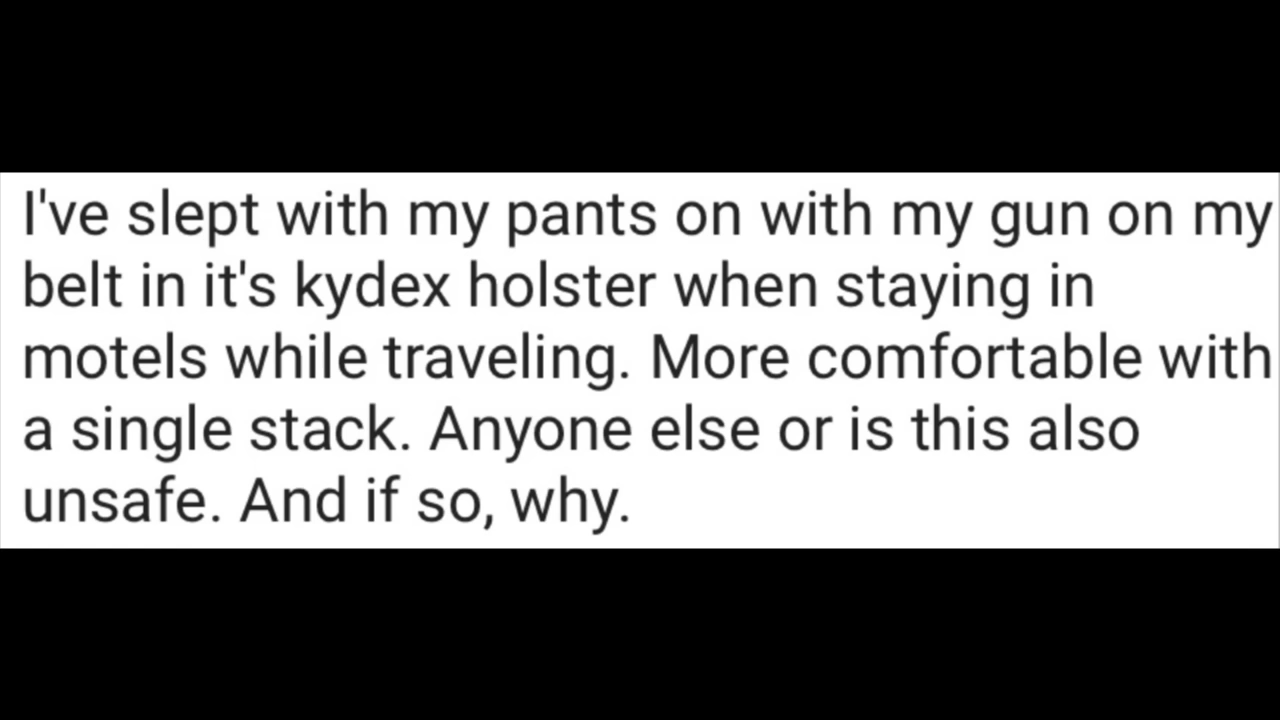 I've slept with my pants on with my gun on my
belt in it's kydex holster when staying in
motels while traveling. More comfortable with
a single stack. Anyone else or is this also
unsafe. And if so, why.